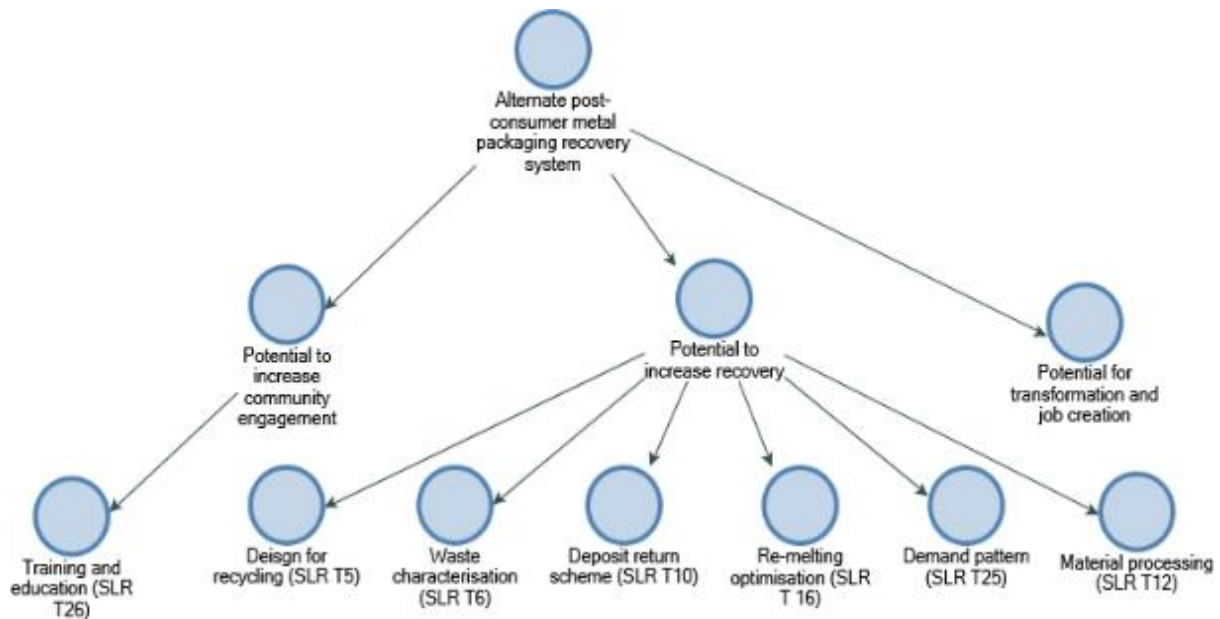 Alternate post-
consumer metal
packaging recovery
system
Potential to
increase
community
engagement
Potential to
increase recovery
Potential for
transformation and
job creation
Training and
education (SLR
T26)
Deisgn for
recycling (SLR T5)
Waste
characterisation
(SLR T6)
Deposit return
scheme (SLR T10)
Re-melting
optimisation (SLR
T 16)
Demand pattern
(SLR T25)
Material processing
(SLR T12)